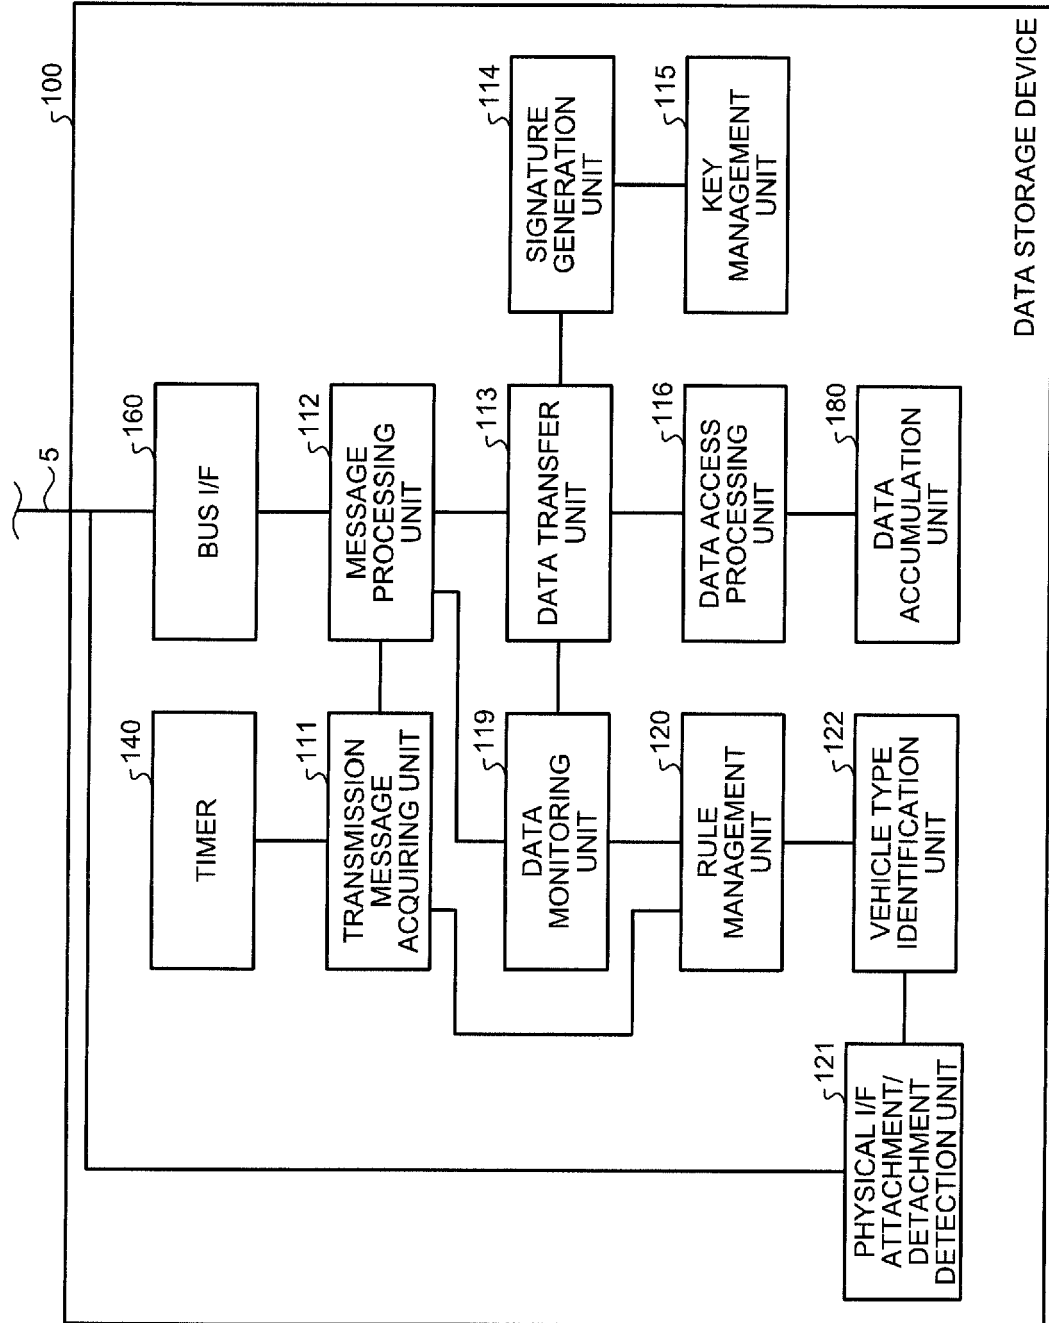 100
5
160
BUS I/F
140
TIMER
112
MESSAGE
PROCESSING
UNIT
111
TRANSMISSION
MESSAGE
ACQUIRING UNIT
114
SIGNATURE
GENERATION
UNIT
113
DATA TRANSFER
UNIT
119
DATA
MONITORING
UNIT
115
KEY
MANAGEMENT
UNIT
116
DATA ACCESS
PROCESSING
UNIT
120
RULE
MANAGEMENT
UNIT
180
DATA
ACCUMULATION
UNIT
122
VEHICLE TYPE
IDENTIFICATION
UNIT
121
PHYSICAL I/F
ATTACHMENT/
DETACHMENT
DETECTION UNIT
DATA STORAGE DEVICE